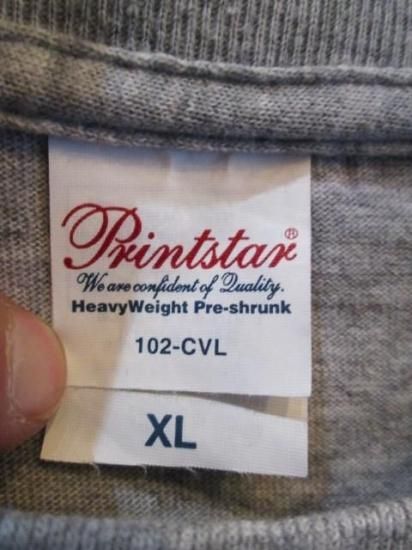 Printstar®
We are confident of Quality.
HeavyWeight Pre-shrunk
102-CVL
XL